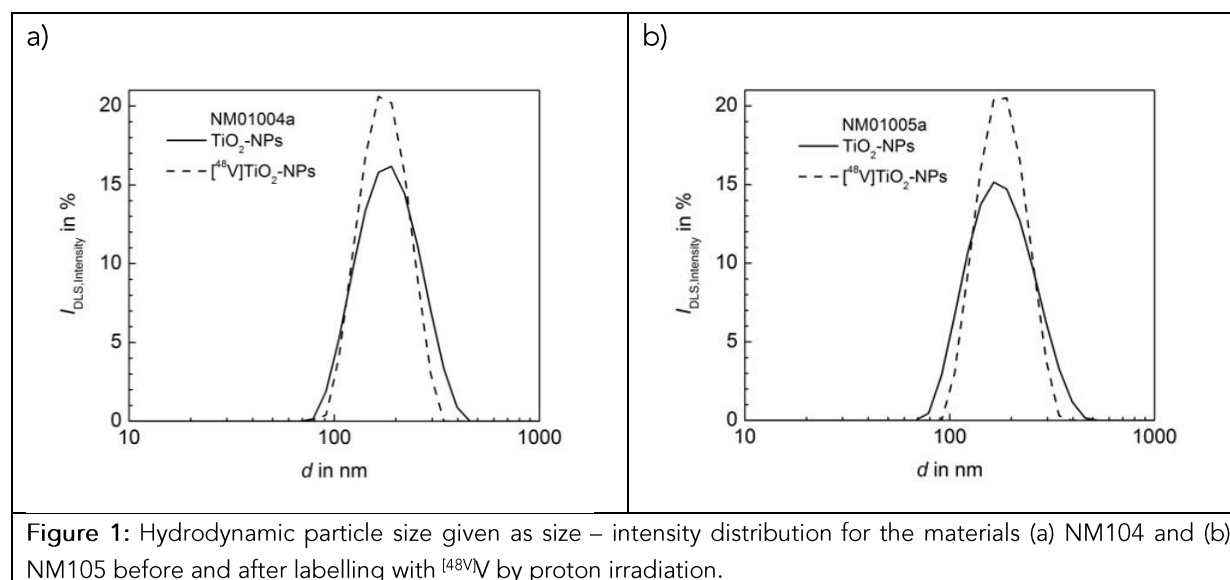 a)
20
15
10
5
0
I_DLS,Intensity in %
NM01004a
TiO₂-NPs
[⁴⁸V]TiO₂-NPs
10 100 1000
d in nm
b)
20
15
10
5
0
I_DLS,Intensity in %
NM01005a
TiO₂-NPs
[⁴⁸V]TiO₂-NPs
10 100 1000
d in nm
Figure 1: Hydrodynamic particle size given as size – intensity distribution for the materials (a) NM104 and (b)
NM105 before and after labelling with ^[48V]V by proton irradiation.